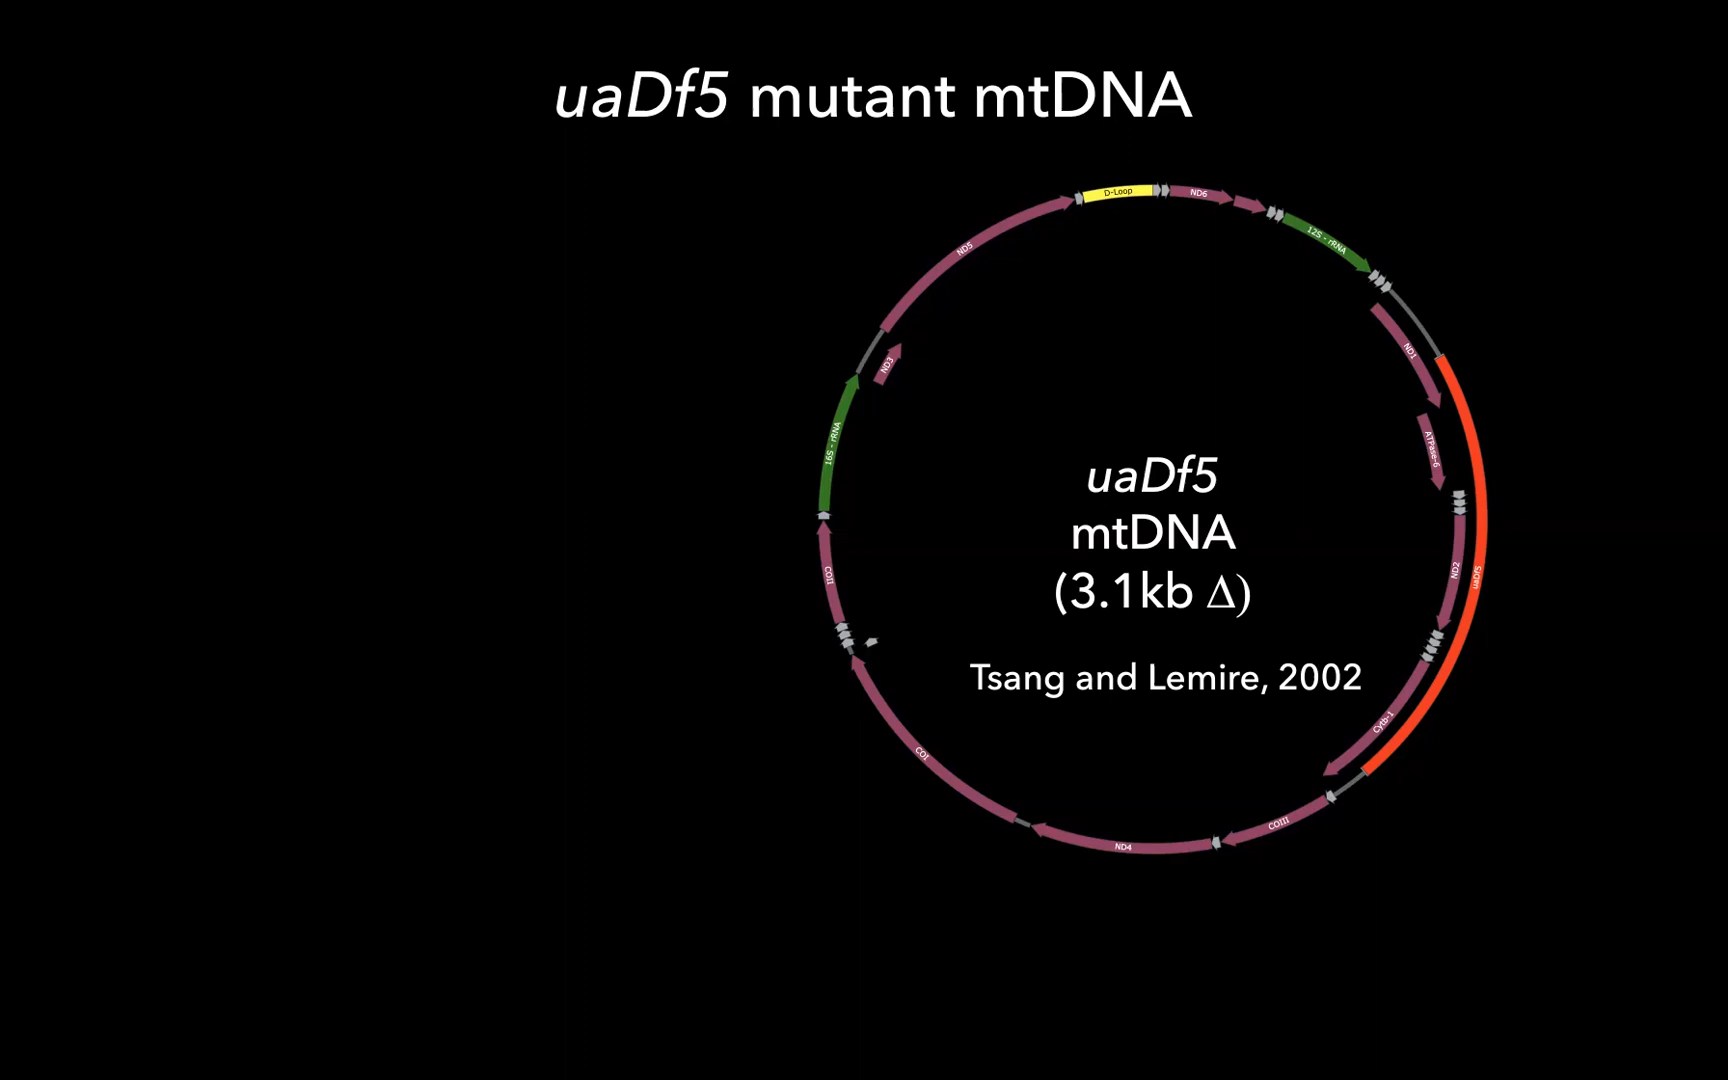 uaDf5 mutant mtDNA
D-Loop
ND6
12S - rRNA
ND5
ND1
ND3
16S - rRNA
ATPase-6
uaDf5
mtDNA
(3.1kb Δ)
ND2
uaDf5
COII
Tsang and Lemire, 2002
Cytb-1
COI
COIII
ND4